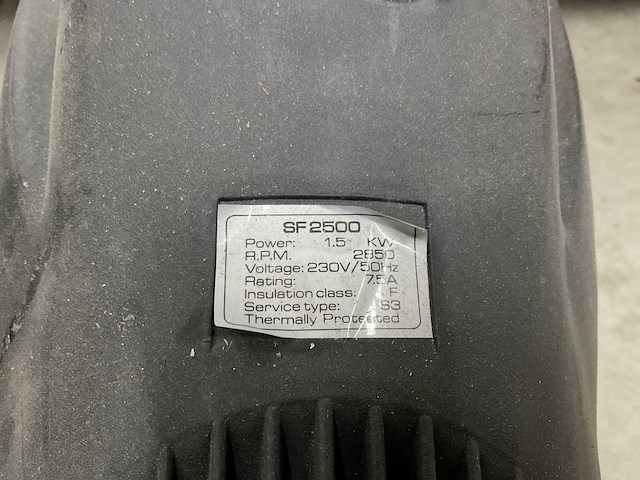 SF2500
Power: 1.5 KW
R.P.M. 2850
Voltage: 230V/50Hz
Rating: 7.5A
Insulation class: F
Service type: S3
Thermally Protected